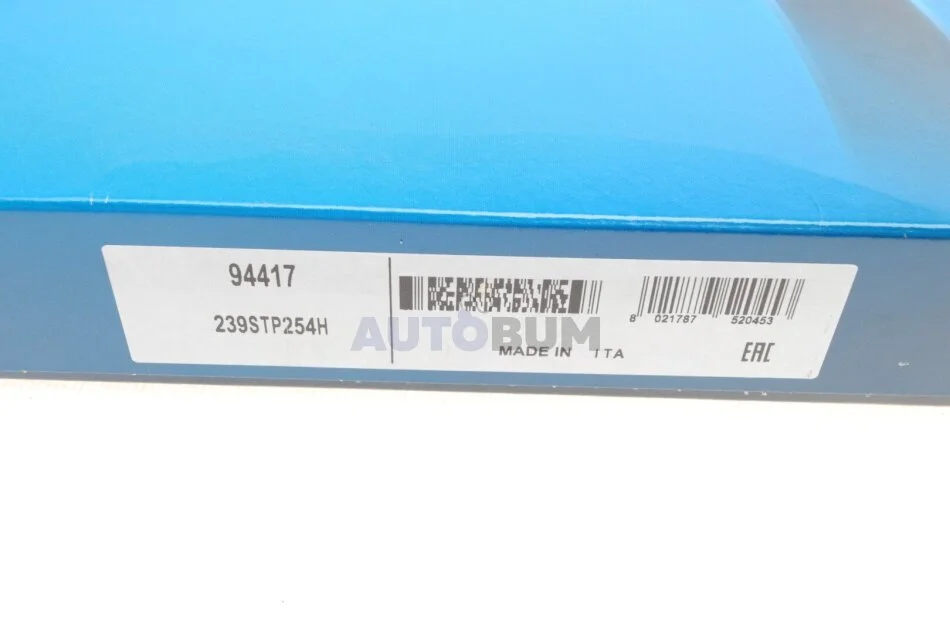 94417
239STP254H
8 021787 520453
AUTOBUM
MADE IN ITA
EAC